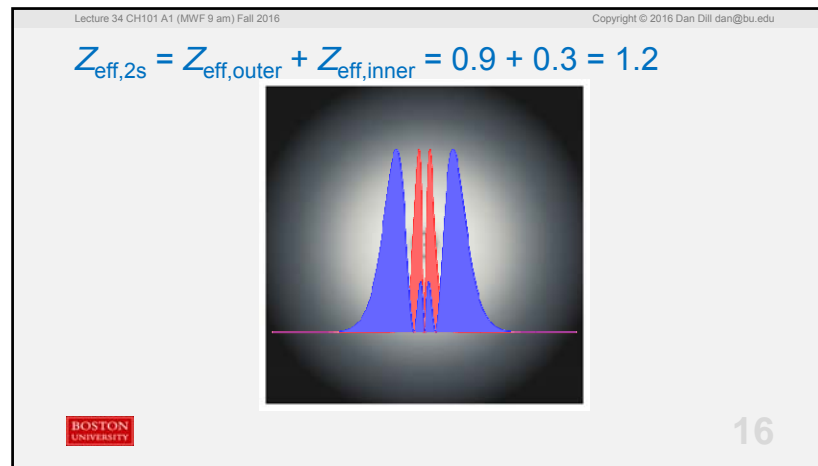 Lecture 34 CH101 A1 (MWF 9 am) Fall 2016
Copyright © 2016 Dan Dill dan@bu.edu
Zeff,2s = Zeff,outer + Zeff,inner = 0.9 + 0.3 = 1.2
BOSTON
UNIVERSITY
16